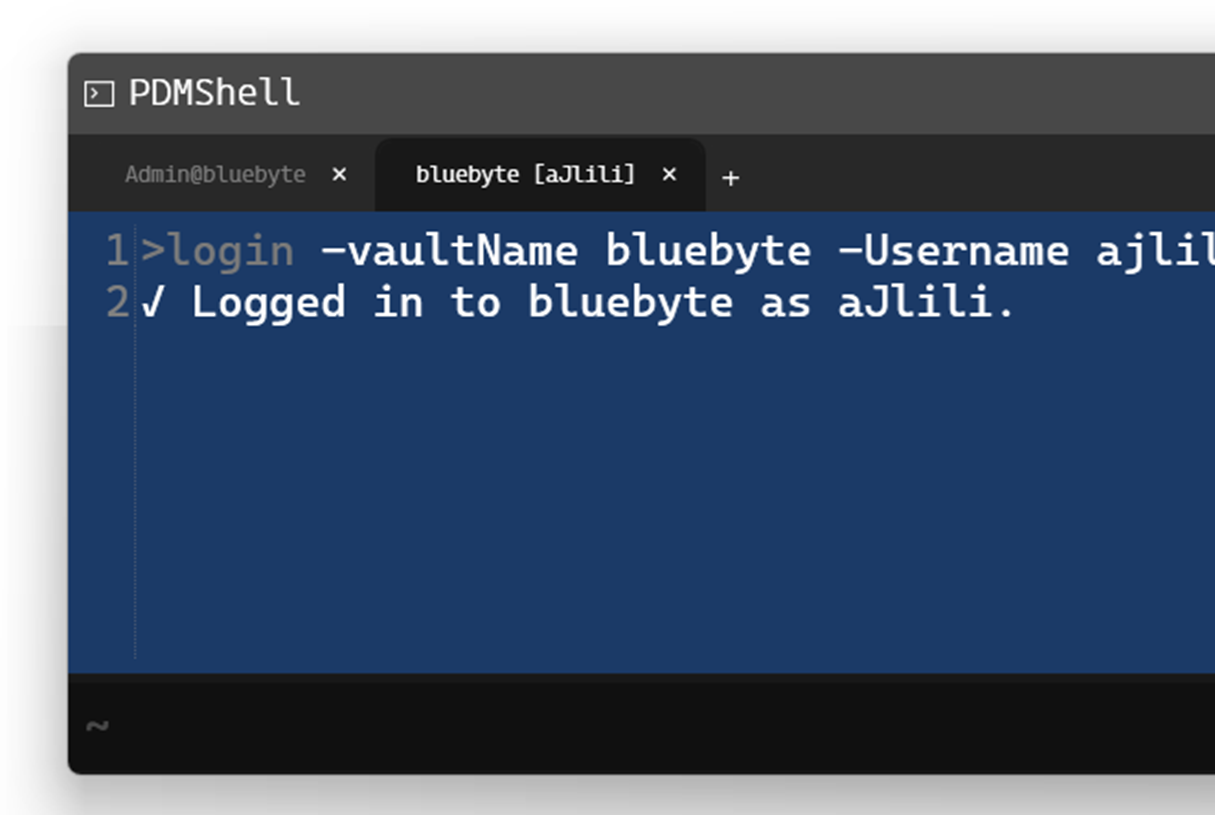 PDMShell
Admin@bluebyte × bluebyte [aJlili] × +
1 >login -vaultName bluebyte -Username ajlil
2 √ Logged in to bluebyte as aJlili.
~